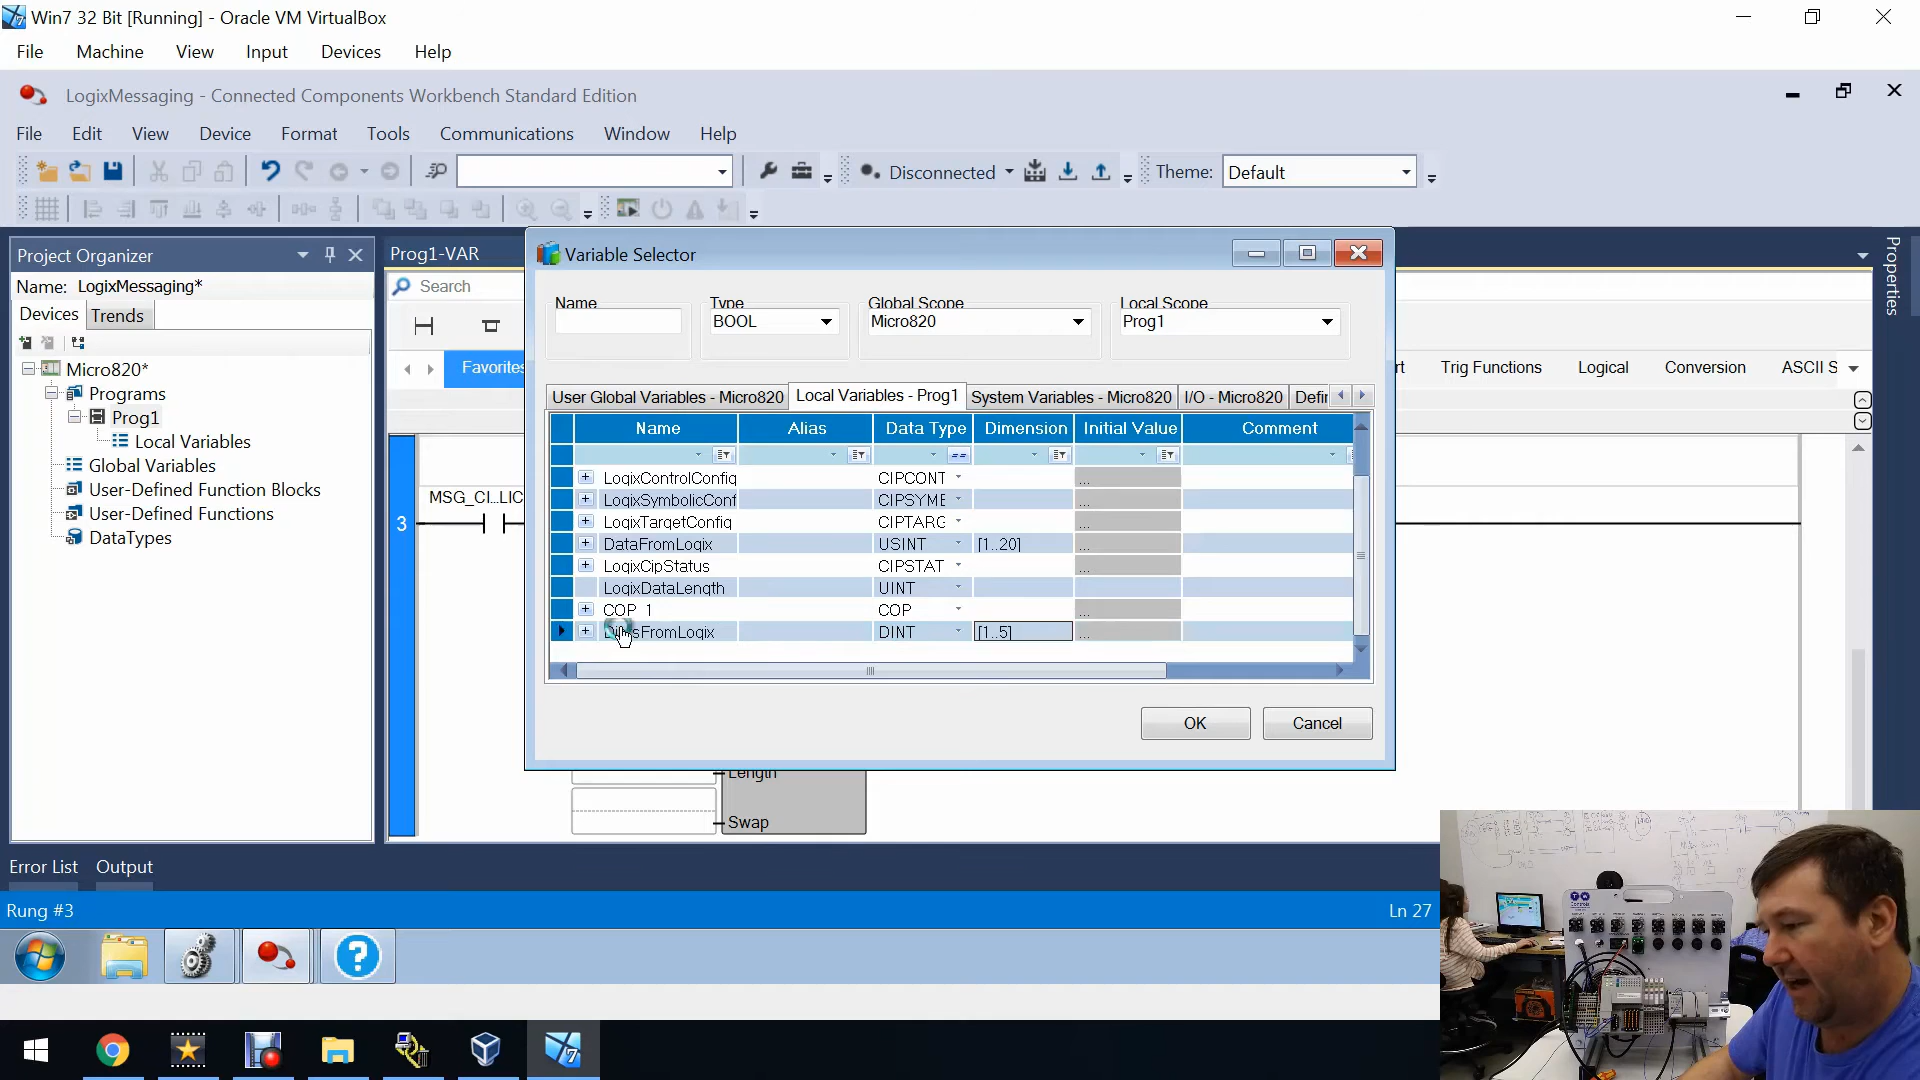 Win7 32 Bit [Running] - Oracle VM VirtualBox
File Machine View Input Devices Help
LogixMessaging - Connected Components Workbench Standard Edition
File Edit View Device Format Tools Communications Window Help
Disconnected Theme: Default
Project Organizer
Name: LogixMessaging*
Devices Trends
Micro820*
Programs
Prog1
Local Variables
Global Variables
User-Defined Function Blocks
User-Defined Functions
DataTypes
Prog1-VAR
Search
Favorites
Trig Functions Logical Conversion ASCII S
MSG_CI...LIC
3
Variable Selector
Name Type Global Scope Local Scope
BOOL Micro820 Prog1
User Global Variables - Micro820 Local Variables - Prog1 System Variables - Micro820 I/O - Micro820 Defin
Name Alias Data Type Dimension Initial Value Comment
LogixControlConfig CIPCONT ...
LogixSymbolicConf CIPSYME ...
LogixTargetConfig CIPTARG ...
DataFromLogix USINT [1..20] ...
LogixCipStatus CIPSTAT ...
LogixDataLength UINT
COP_1 COP ...
DintsFromLogix DINT [1..5] ...
OK Cancel
Length
Swap
Properties
Error List Output
Rung #3 Ln 27